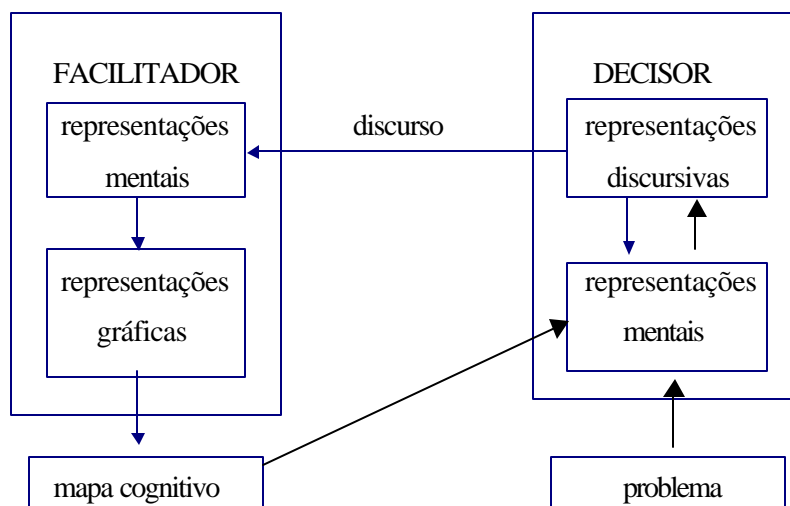 FACILITADOR
representações
mentais
representações
gráficas
mapa cognitivo
discurso
DECISOR
representações
discursivas
representações
mentais
problema